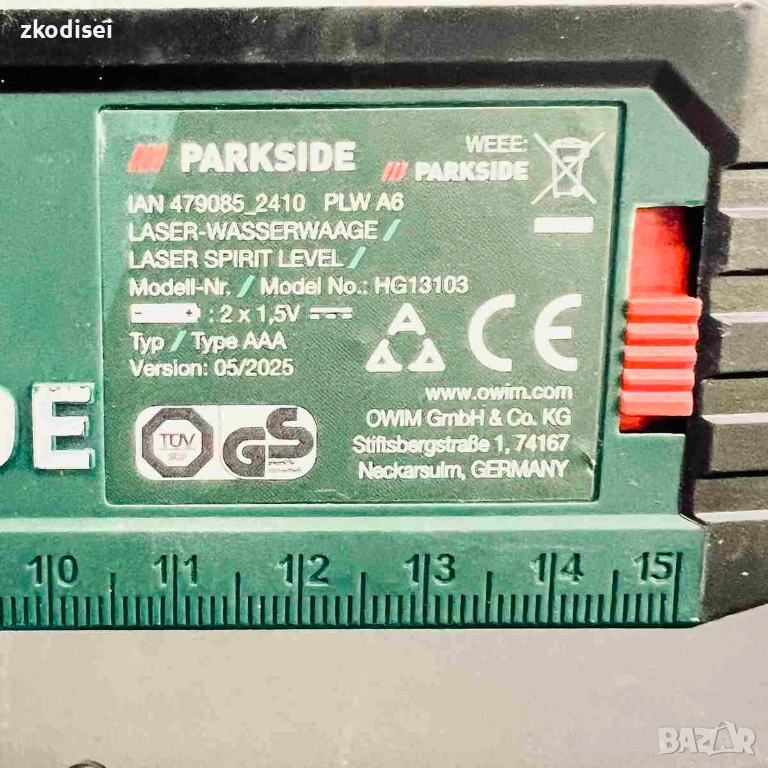 zkodisei
PARKSIDE
WEEE:
PARKSIDE
IAN 479085_2410 PLW A6
LASER-WASSERWAAGE /
LASER SPIRIT LEVEL /
Modell-Nr. / Model No.: HG13103
- + : 2 x 1,5V
Typ / Type AAA
Version: 05/2025
CE
www.owim.com
OWIM GmbH & Co. KG
Stiftsbergstraße 1, 74167
Neckarsulm, GERMANY
TÜV
GS
DE
10 11 12 13 14 15
BAZAR